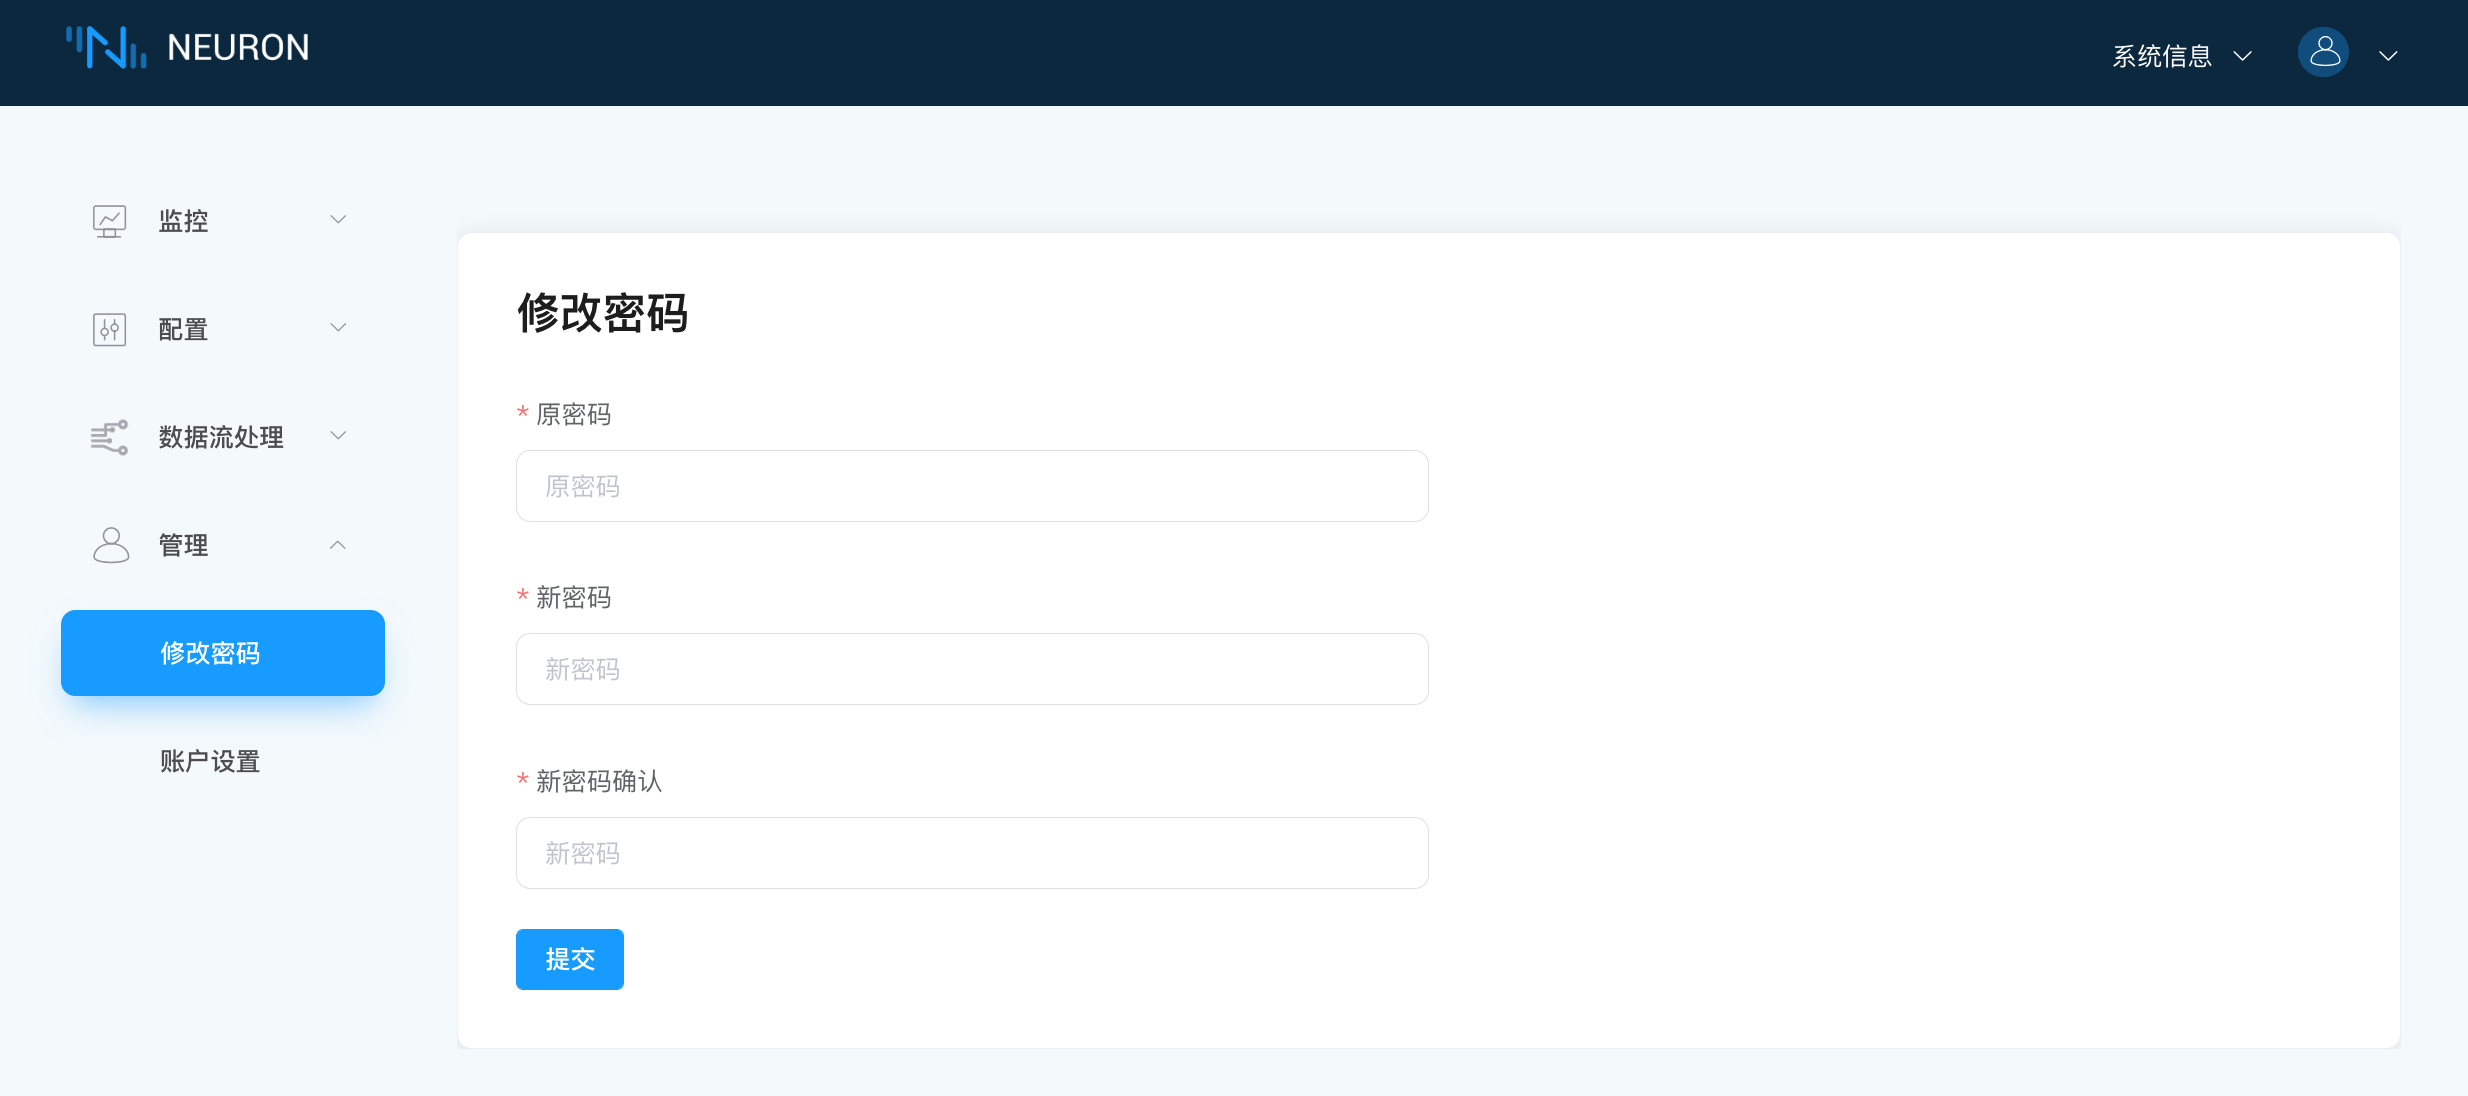 NEURON
系统信息
监控
配置
数据流处理
管理
修改密码
账户设置
修改密码
* 原密码
原密码
* 新密码
新密码
* 新密码确认
新密码
提交